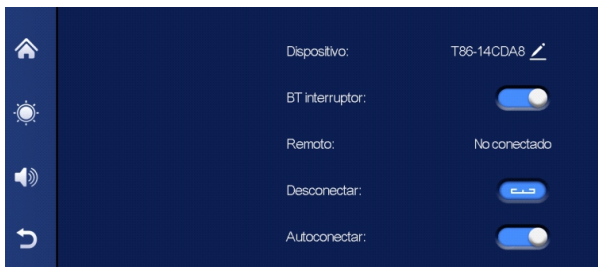 Dispositivo: T86-14CDA8
BT interruptor:
Remoto: No conectado
Desconectar:
Autoconectar: